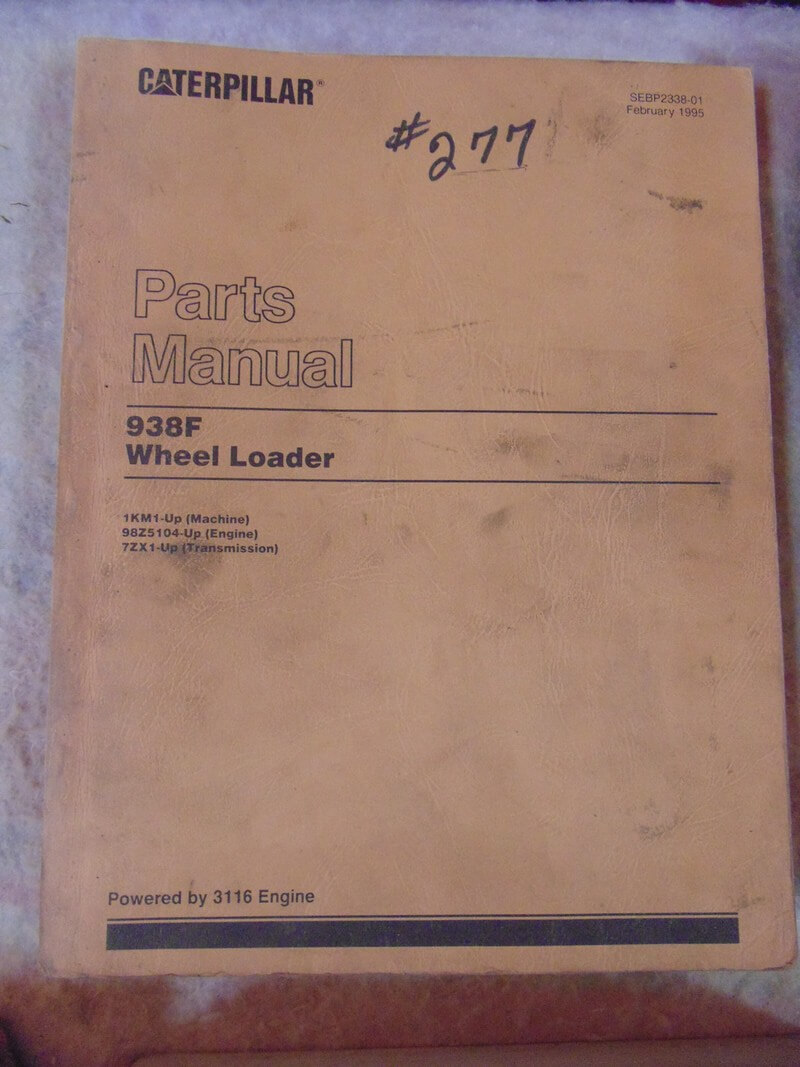 CATERPILLAR®
SEBP2338-01
February 1995
#277
Parts
Manual
938F
Wheel Loader
1KM1-Up (Machine)
98Z5104-Up (Engine)
7ZX1-Up (Transmission)
Powered by 3116 Engine